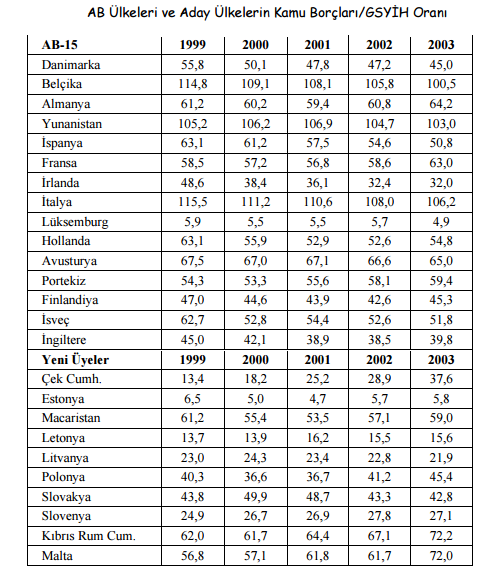 AB Ülkeleri ve Aday Ülkelerin Kamu Borçları/GSYİH Oranı
AB-15 1999 2000 2001 2002 2003
Danimarka 55,8 50,1 47,8 47,2 45,0
Belçika 114,8 109,1 108,1 105,8 100,5
Almanya 61,2 60,2 59,4 60,8 64,2
Yunanistan 105,2 106,2 106,9 104,7 103,0
İspanya 63,1 61,2 57,5 54,6 50,8
Fransa 58,5 57,2 56,8 58,6 63,0
İrlanda 48,6 38,4 36,1 32,4 32,0
İtalya 115,5 111,2 110,6 108,0 106,2
Lüksemburg 5,9 5,5 5,5 5,7 4,9
Hollanda 63,1 55,9 52,9 52,6 54,8
Avusturya 67,5 67,0 67,1 66,6 65,0
Portekiz 54,3 53,3 55,6 58,1 59,4
Finlandiya 47,0 44,6 43,9 42,6 45,3
İsveç 62,7 52,8 54,4 52,6 51,8
İngiltere 45,0 42,1 38,9 38,5 39,8
Yeni Üyeler 1999 2000 2001 2002 2003
Çek Cumh. 13,4 18,2 25,2 28,9 37,6
Estonya 6,5 5,0 4,7 5,7 5,8
Macaristan 61,2 55,4 53,5 57,1 59,0
Letonya 13,7 13,9 16,2 15,5 15,6
Litvanya 23,0 24,3 23,4 22,8 21,9
Polonya 40,3 36,6 36,7 41,2 45,4
Slovakya 43,8 49,9 48,7 43,3 42,8
Slovenya 24,9 26,7 26,9 27,8 27,1
Kıbrıs Rum Cum. 62,0 61,7 64,4 67,1 72,2
Malta 56,8 57,1 61,8 61,7 72,0